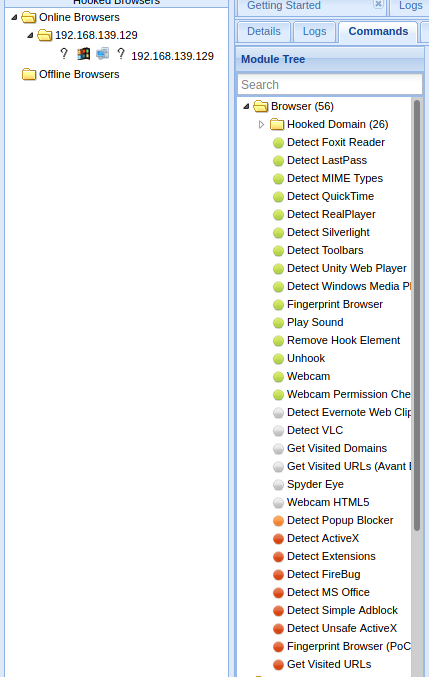 Hooked Browsers
Online Browsers
192.168.139.129
? ? 192.168.139.129
Offline Browsers
Getting Started
Logs
Details
Logs
Commands
Module Tree
Search
Browser (56)
Hooked Domain (26)
Detect Foxit Reader
Detect LastPass
Detect MIME Types
Detect QuickTime
Detect RealPlayer
Detect Silverlight
Detect Toolbars
Detect Unity Web Player
Detect Windows Media Pl
Fingerprint Browser
Play Sound
Remove Hook Element
Unhook
Webcam
Webcam Permission Che
Detect Evernote Web Clip
Detect VLC
Get Visited Domains
Get Visited URLs (Avant B
Spyder Eye
Webcam HTML5
Detect Popup Blocker
Detect ActiveX
Detect Extensions
Detect FireBug
Detect MS Office
Detect Simple Adblock
Detect Unsafe ActiveX
Fingerprint Browser (PoC
Get Visited URLs